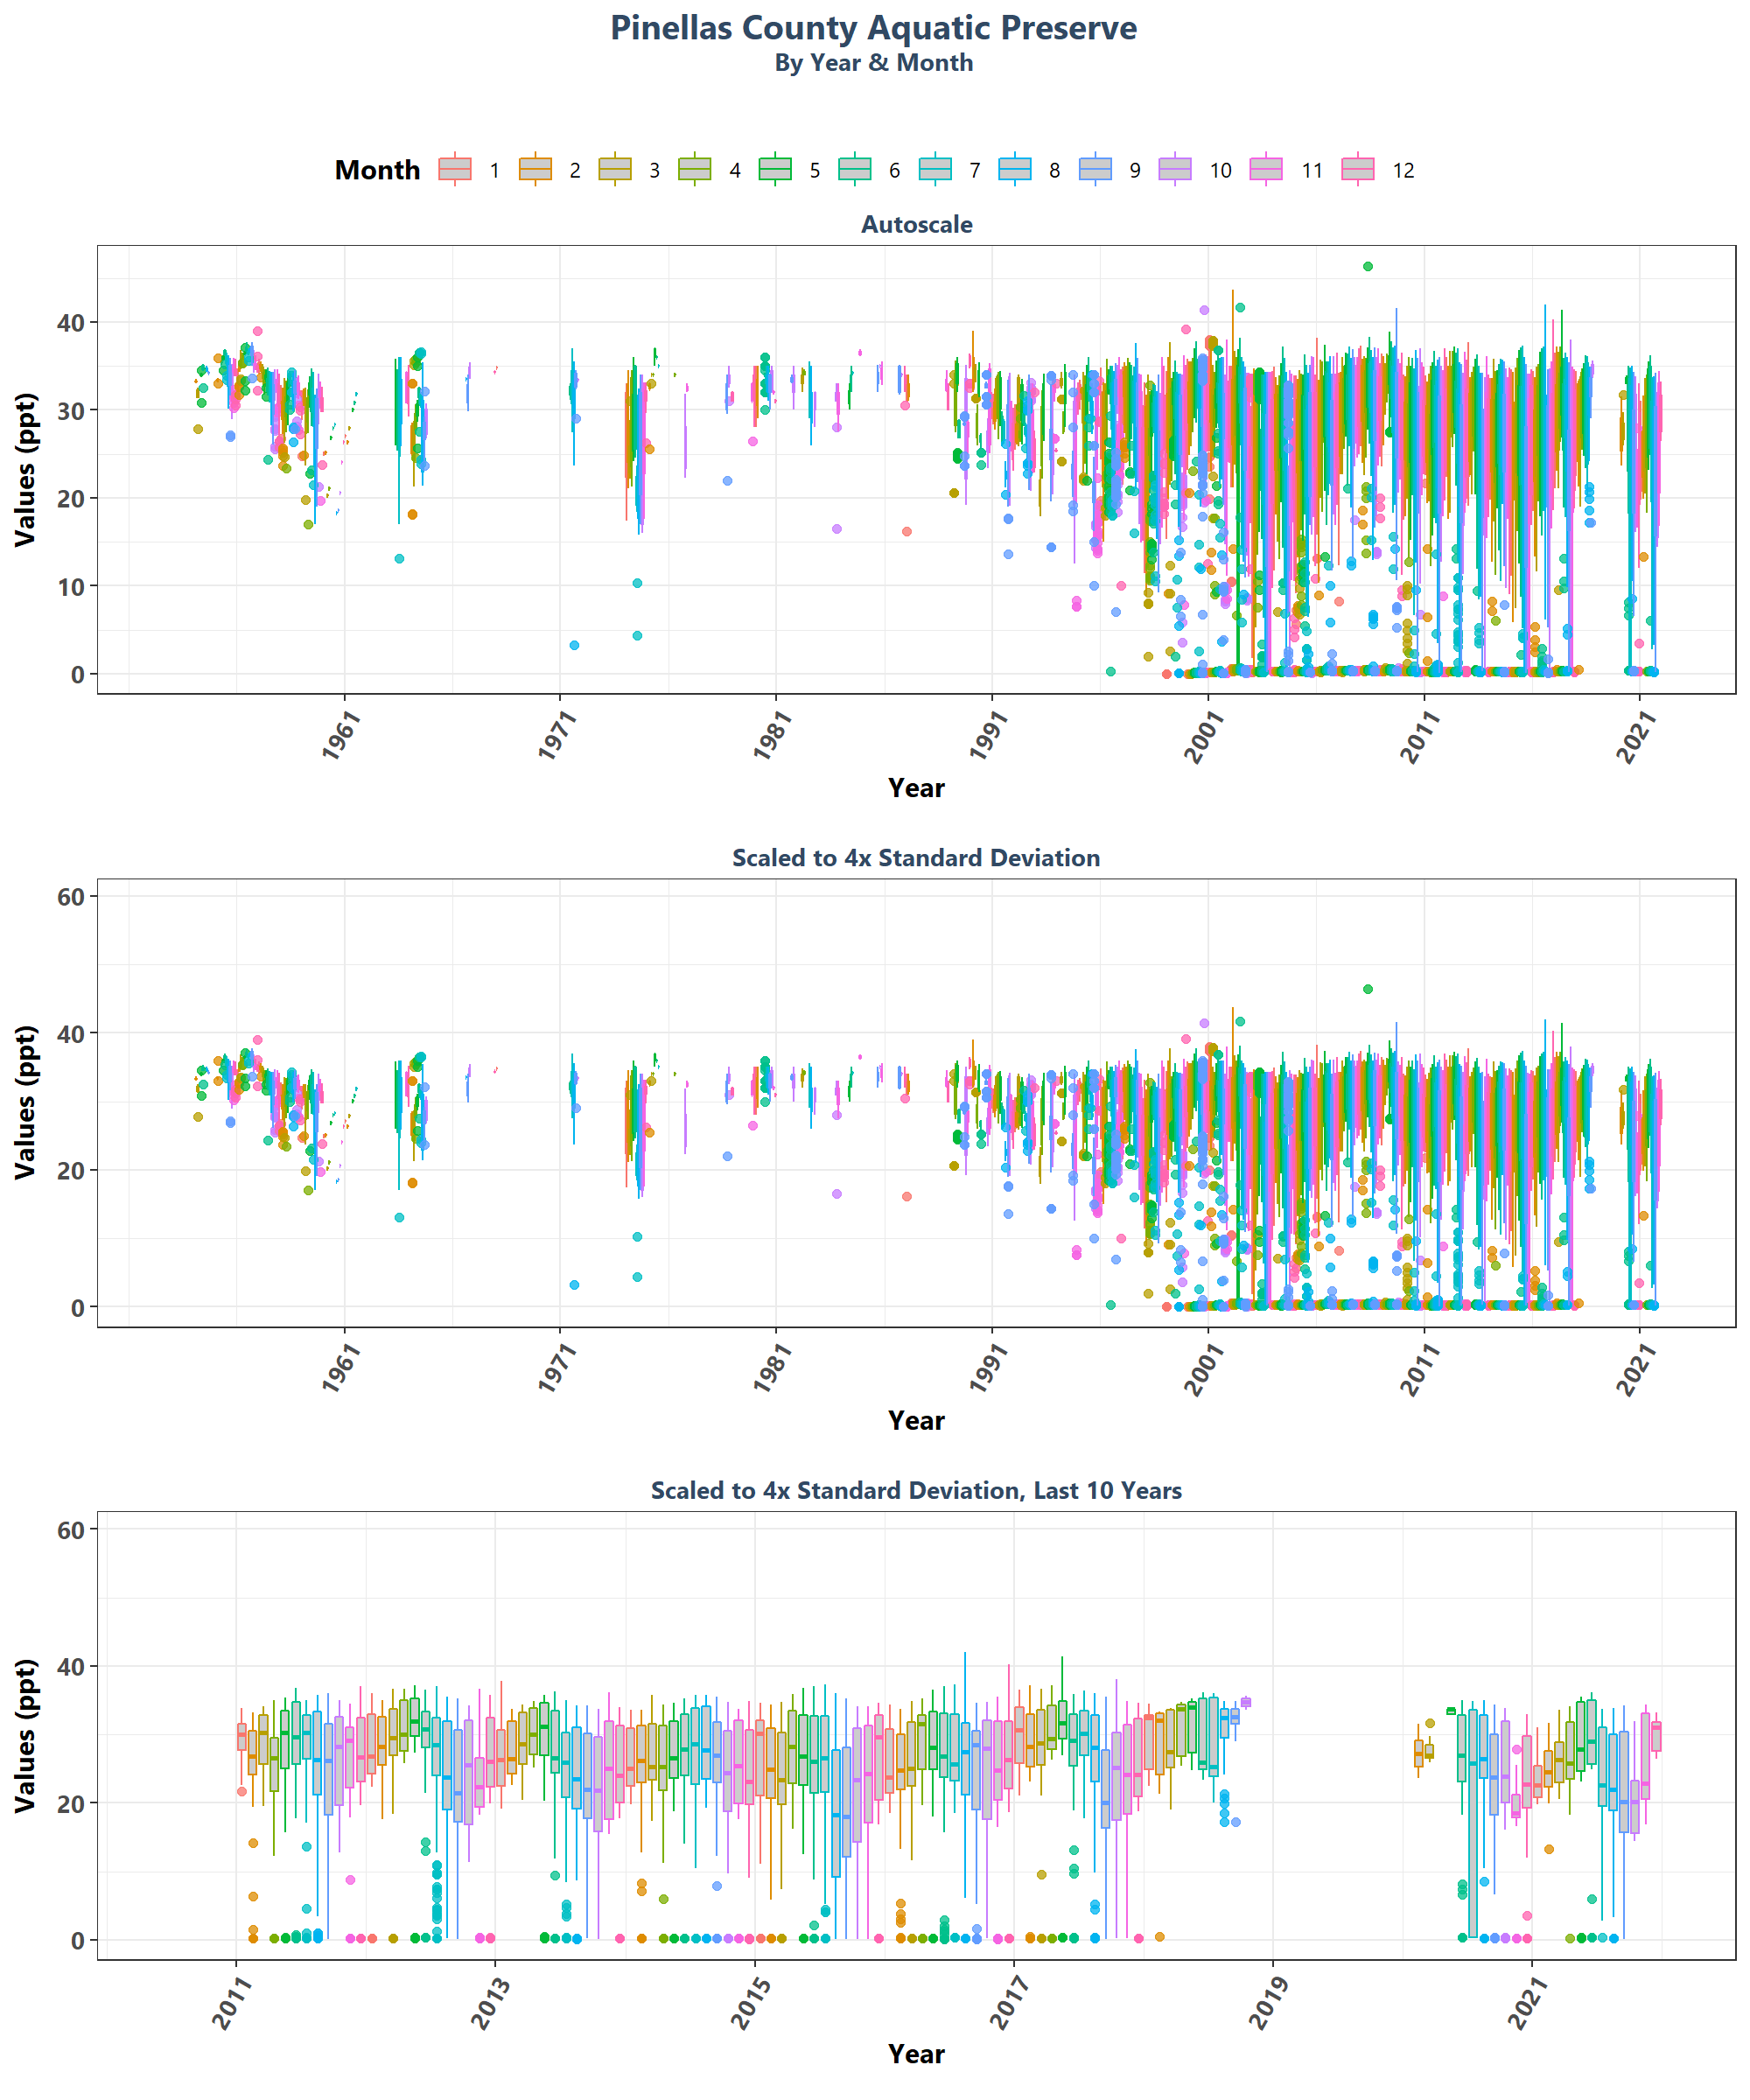 Pinellas County Aquatic Preserve
By Year & Month
Month 1 2 3 4 5 6 7 8 9 10 11 12
Autoscale
Values (ppt)
40
30
20
10
0
1961 1971 1981 1991 2001 2011 2021
Year
Scaled to 4x Standard Deviation
Values (ppt)
60
40
20
0
1961 1971 1981 1991 2001 2011 2021
Year
Scaled to 4x Standard Deviation, Last 10 Years
Values (ppt)
60
40
20
0
2011 2013 2015 2017 2019 2021
Year